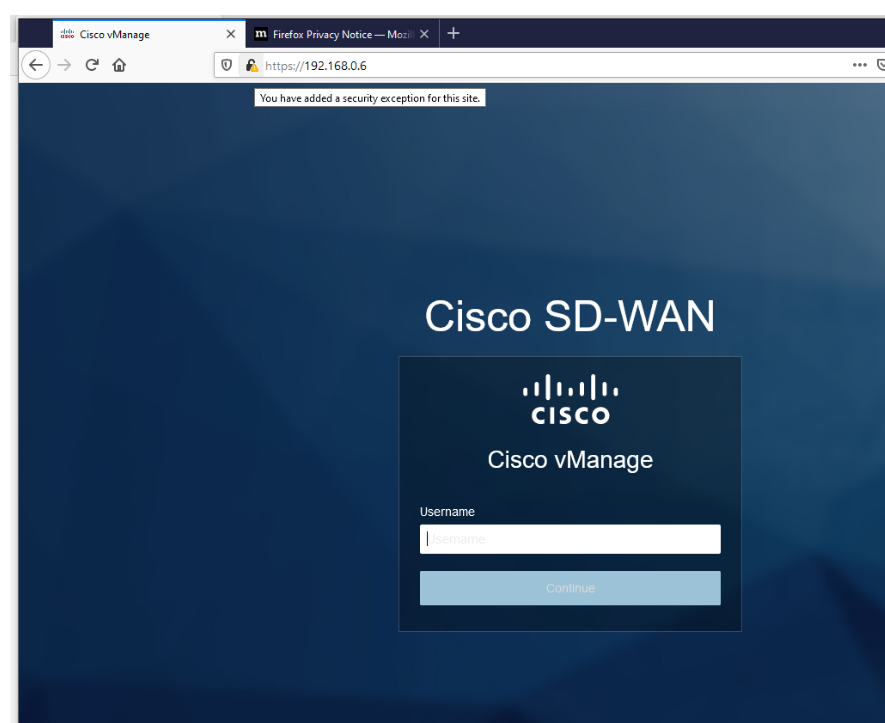 Cisco vManage
Firefox Privacy Notice — Mozil
https://192.168.0.6
You have added a security exception for this site.
Cisco SD-WAN
CISCO
Cisco vManage
Username
Username
Continue